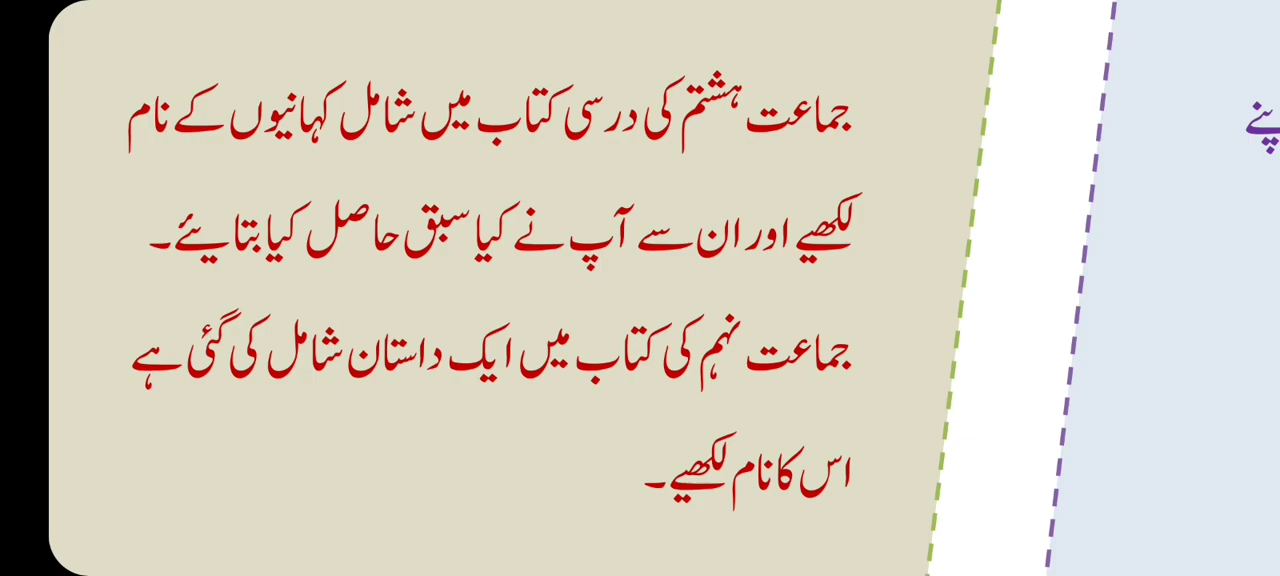 جماعت ہشتم کی درسی کتاب میں شامل کہانیوں کے نام
لکھیے اور ان سے آپ نے کیا سبق حاصل کیا بتایئے۔
جماعت نہم کی کتاب میں ایک داستان شامل کی گئی ہے
اس کا نام لکھیے۔